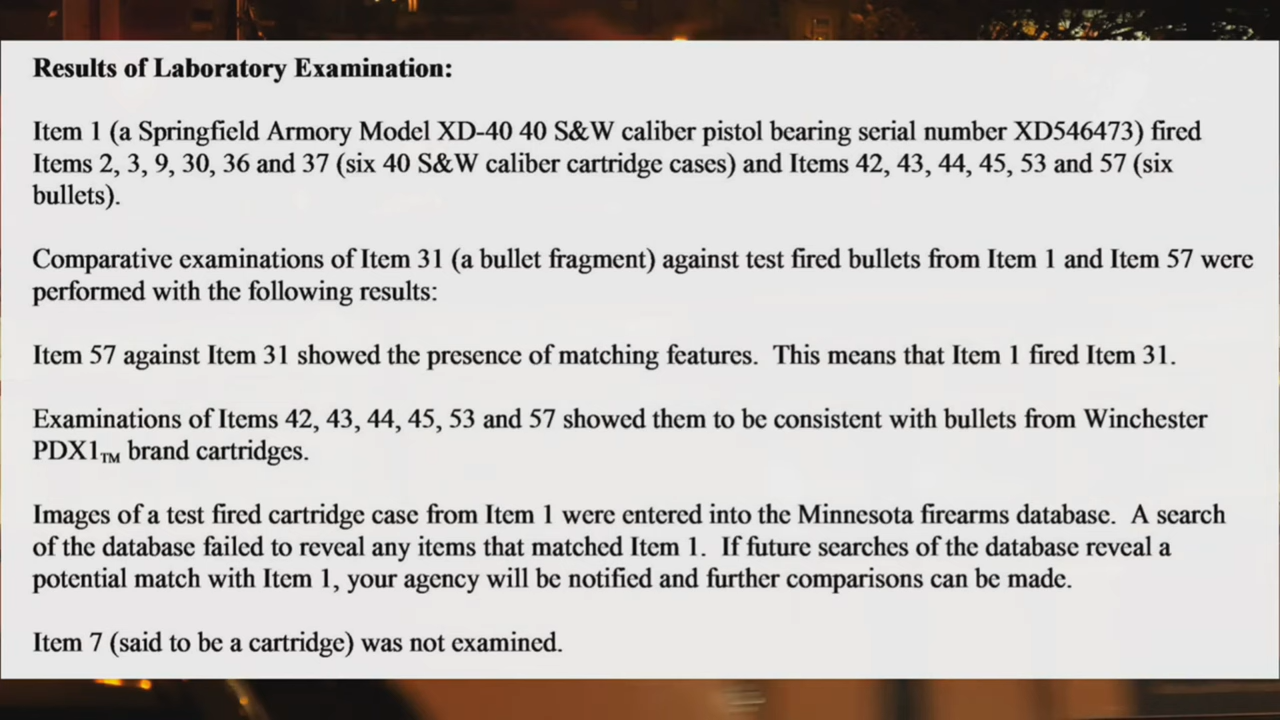 Results of Laboratory Examination:
Item 1 (a Springfield Armory Model XD-40 40 S&W caliber pistol bearing serial number XD546473) fired
Items 2, 3, 9, 30, 36 and 37 (six 40 S&W caliber cartridge cases) and Items 42, 43, 44, 45, 53 and 57 (six
bullets).
Comparative examinations of Item 31 (a bullet fragment) against test fired bullets from Item 1 and Item 57 were
performed with the following results:
Item 57 against Item 31 showed the presence of matching features.  This means that Item 1 fired Item 31.
Examinations of Items 42, 43, 44, 45, 53 and 57 showed them to be consistent with bullets from Winchester
PDX1TM brand cartridges.
Images of a test fired cartridge case from Item 1 were entered into the Minnesota firearms database.  A search
of the database failed to reveal any items that matched Item 1.  If future searches of the database reveal a
potential match with Item 1, your agency will be notified and further comparisons can be made.
Item 7 (said to be a cartridge) was not examined.